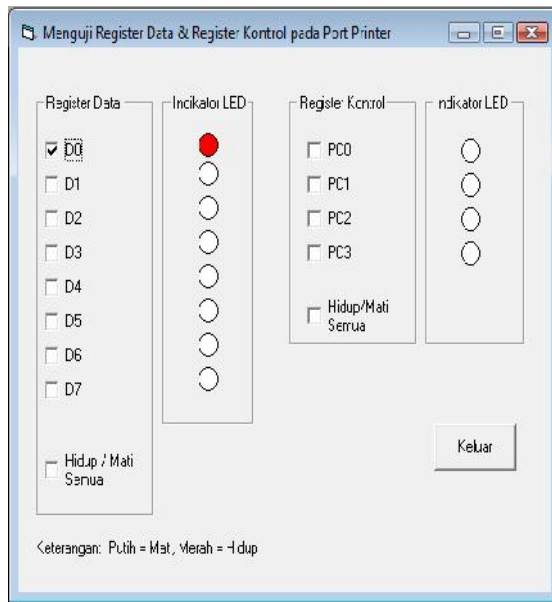 Menguji Register Data & Register Kontrol pada Port Printer
Register Data
Indikator LED
D0
D1
D2
D3
D4
D5
D6
D7
Hidup / Mati
Semua
Register Kontrol
Indikator LED
PC0
PC1
PC2
PC3
Hidup/Mati
Semua
Keluar
Keterangan: Putih = Mati, Merah = Hidup